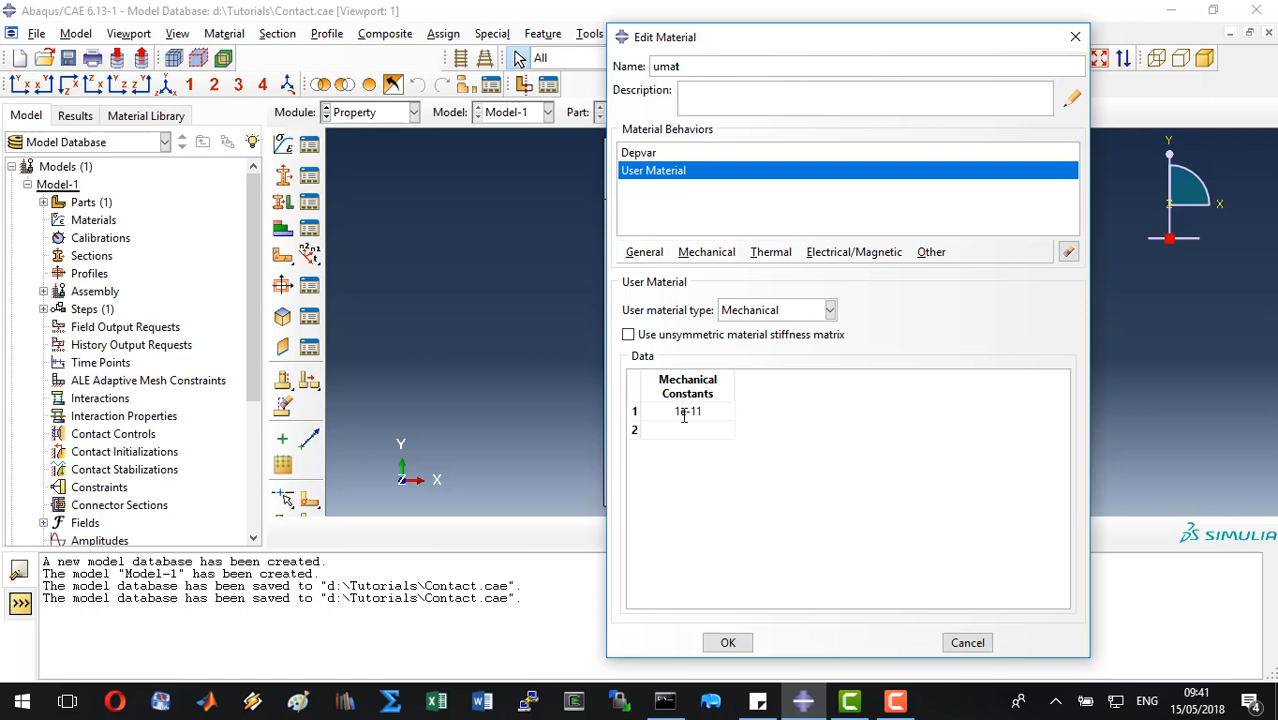 Abaqus/CAE 6.13-1 - Model Database: d:\Tutorials\Contact.cae [Viewport: 1]
File Model Viewport View Material Section Profile Composite Assign Special Feature Tools
All
1 2 3 4
Model Results Material Library
Module: Property Model: Model-1 Part:
Model Database
Models (1)
Model-1
Parts (1)
Materials
Calibrations
Sections
Profiles
Assembly
Steps (1)
Field Output Requests
History Output Requests
Time Points
ALE Adaptive Mesh Constraints
Interactions
Interaction Properties
Contact Controls
Contact Initializations
Contact Stabilizations
Constraints
Connector Sections
Fields
Amplitudes
Y
Z X
Y
Z X
Edit Material
Name: umat
Description:
Material Behaviors
Depvar
User Material
General Mechanical Thermal Electrical/Magnetic Other
User Material
User material type: Mechanical
Use unsymmetric material stiffness matrix
Data
Mechanical
Constants
1 1e-11
2
OK Cancel
SIMULIA
A new model database has been created.
The model "Model-1" has been created.
The model database has been saved to "d:\Tutorials\Contact.cae".
The model database has been saved to "d:\Tutorials\Contact.cae".
>>>
ENG
09:41
15/05/2018
4